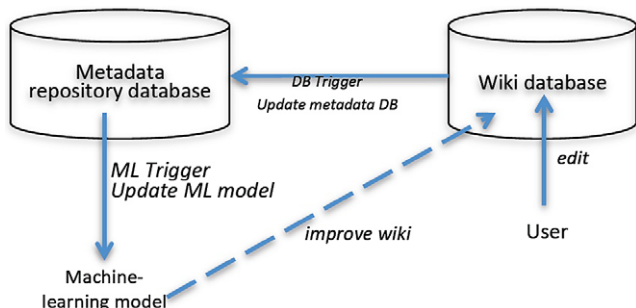 Metadata
repository database
DB Trigger
Update metadata DB
Wiki database
ML Trigger
Update ML model
edit
improve wiki
User
Machine-
learning model